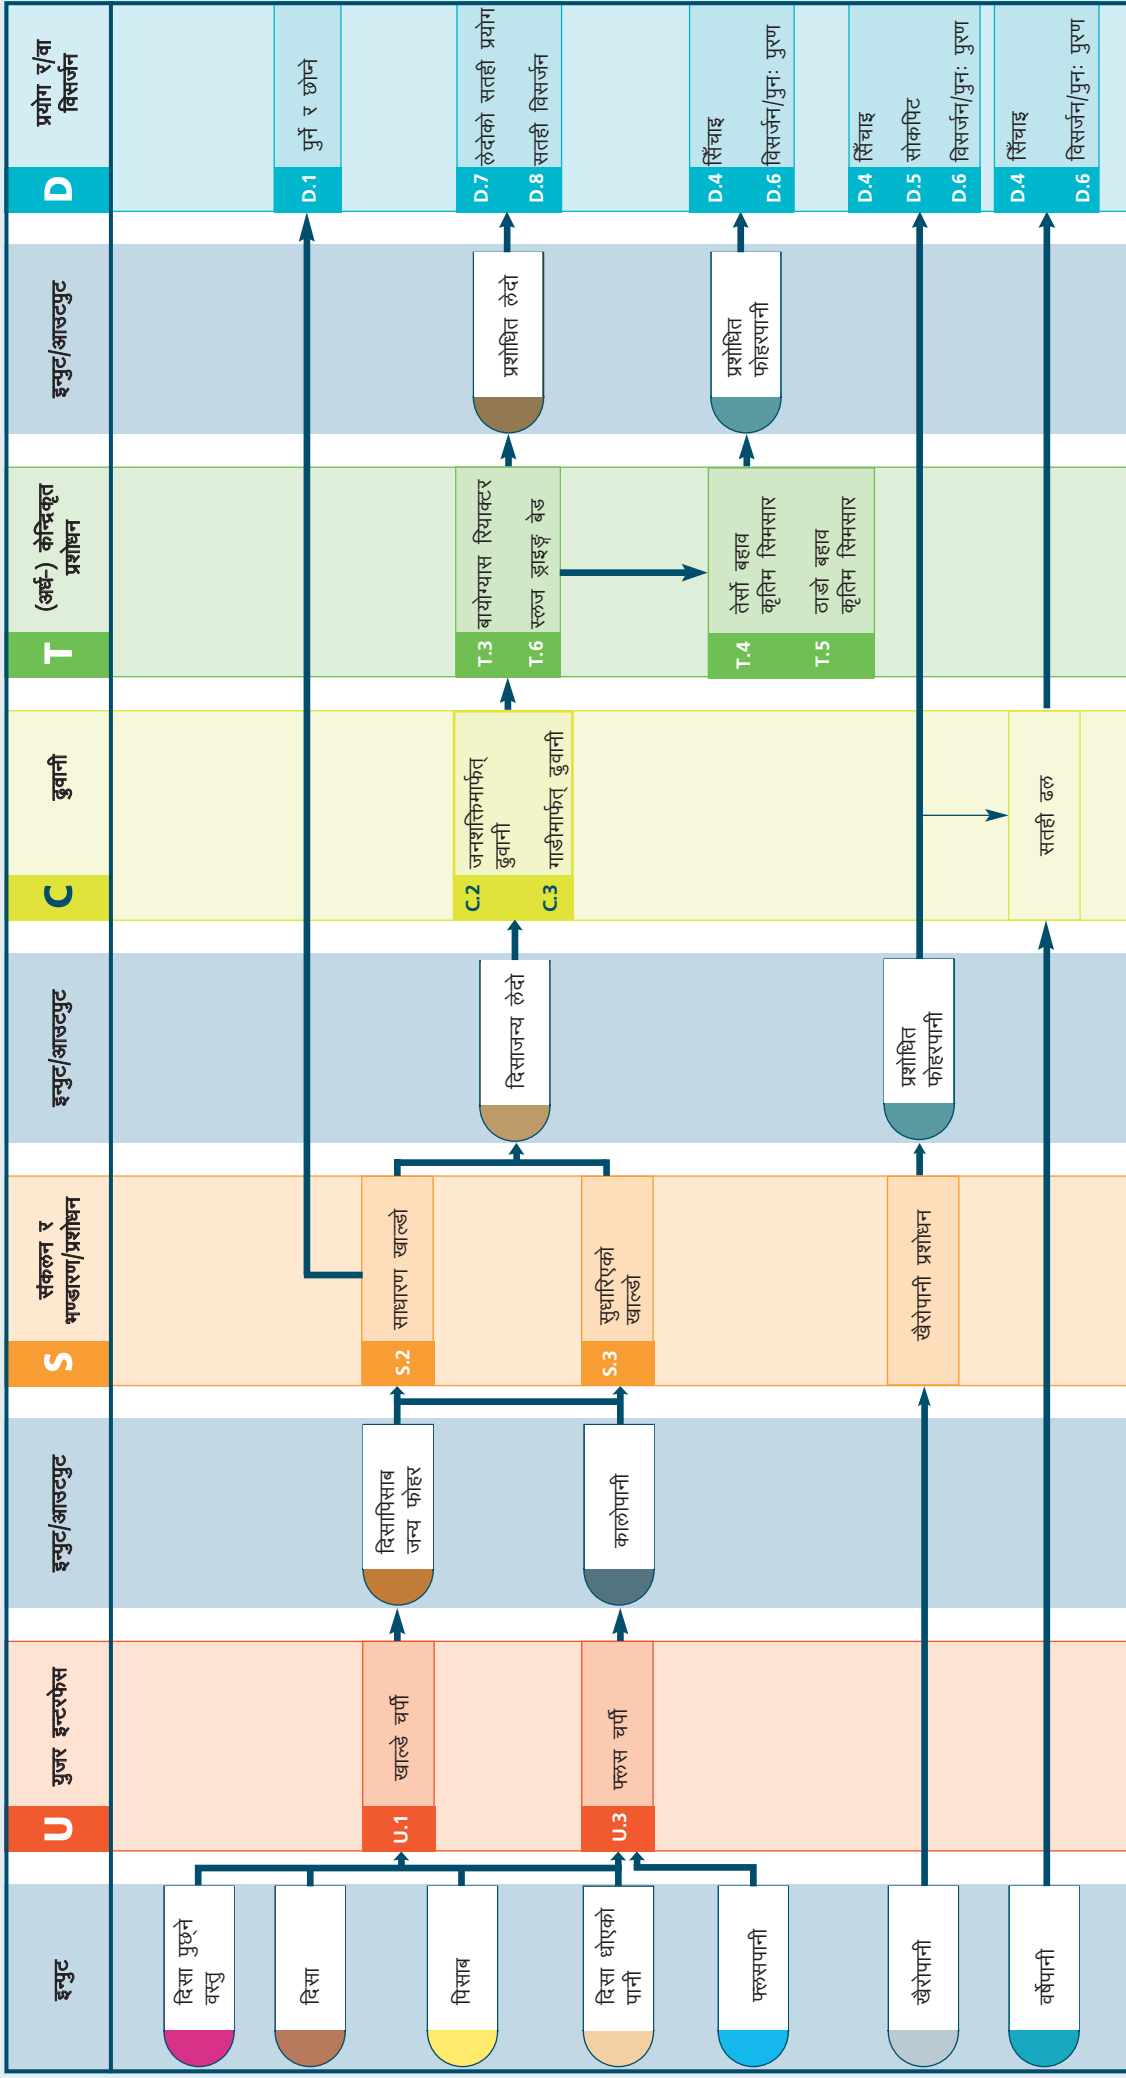 इन्पुट
U
युजर इन्टरफेस
इन्पुट/आउटपुट
S
संकलन र
भण्डारण/प्रशोधन
इन्पुट/आउटपुट
C
ढुवानी
T
(अर्ध-) केन्द्रिकृत
प्रशोधन
इन्पुट/आउटपुट
D
प्रयोग र/वा
विसर्जन
दिसा पुछ्ने
वस्तु
दिसा
पिसाब
दिसा धोएको
पानी
फ्लसपानी
खैरोपानी
वर्षेपानी
U.1
खाल्डे चर्पी
U.3
फ्लस चर्पी
दिसापिसाब
जन्य फोहर
कालोपानी
S.2
साधारण खाल्डो
S.3
सुधारिएको
खाल्डो
खैरोपानी प्रशोधन
दिसाजन्य लेदो
प्रशोधित
फोहरपानी
C.2
जनशक्तिमार्फत्
ढुवानी
C.3
गाडीमार्फत् ढुवानी
सतही ढल
T.3
बायोग्यास रियाक्टर
T.6
स्लज ड्राइङ्ग बेड
T.4
तेर्सो बहाव
कृतिम सिमसार
T.5
ठाडो बहाव
कृतिम सिमसार
प्रशोधित लेदो
प्रशोधित
फोहरपानी
D.1
पुर्ने र छोप्ने
D.7
लेदोको सतही प्रयोग
D.8
सतही विसर्जन
D.4
सिँचाइ
D.6
विसर्जन/पुनः पुरण
D.4
सिँचाइ
D.5
सोकपिट
D.6
विसर्जन/पुनः पुरण
D.4
सिँचाइ
D.6
विसर्जन/पुनः पुरण